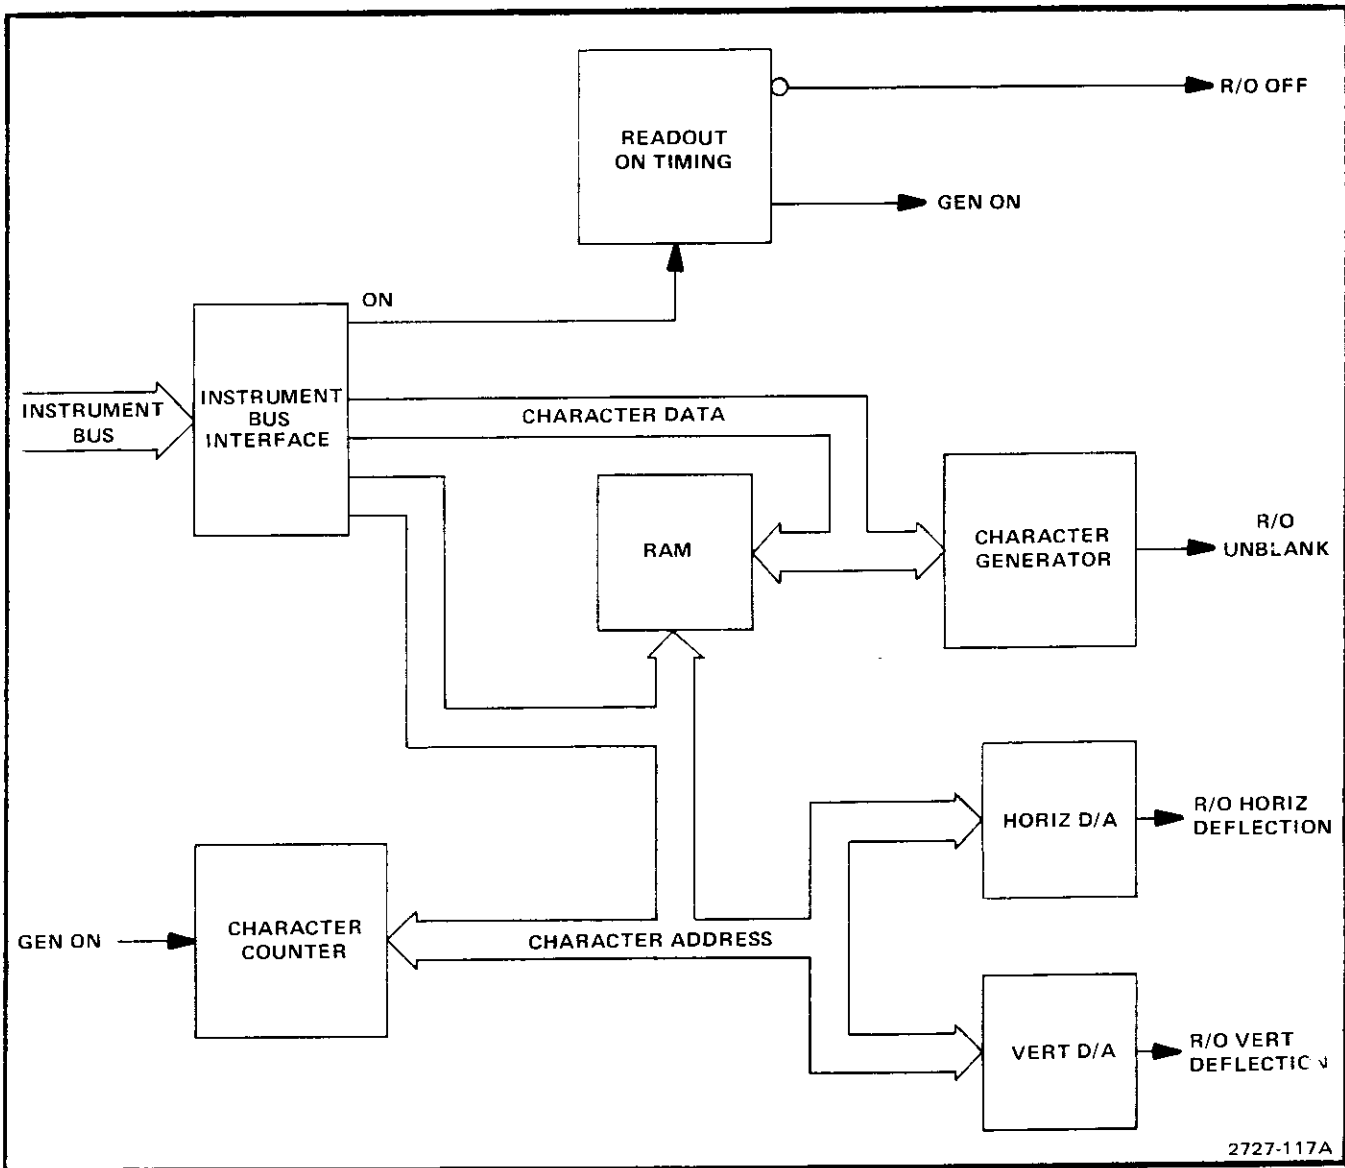 READOUT
ON TIMING
R/O OFF
GEN ON
ON
INSTRUMENT
BUS
INSTRUMENT
BUS
INTERFACE
CHARACTER DATA
RAM
CHARACTER
GENERATOR
R/O
UNBLANK
HORIZ D/A
R/O HORIZ
DEFLECTION
GEN ON
CHARACTER
COUNTER
CHARACTER ADDRESS
VERT D/A
R/O VERT
DEFLECTION
2727-117A